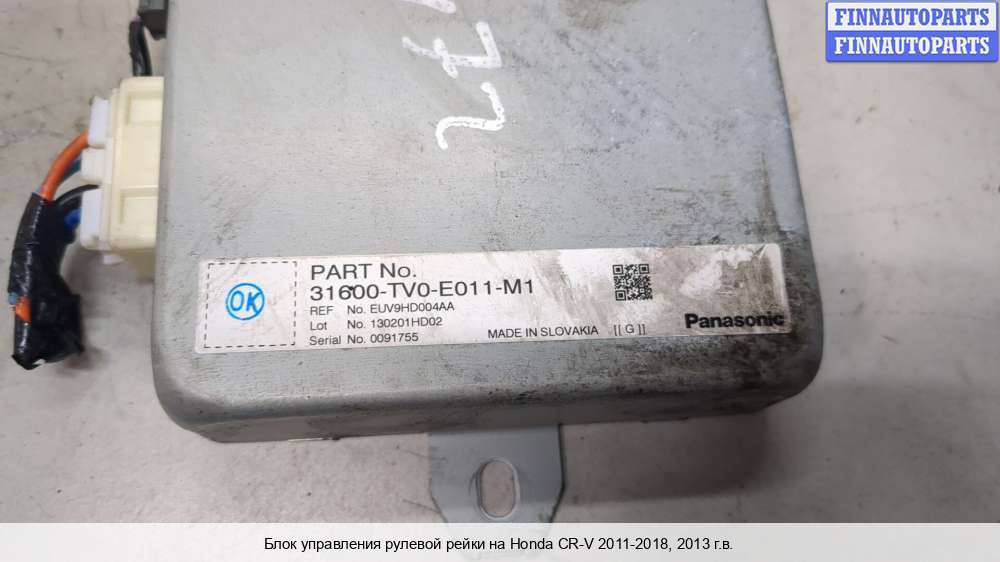 FINNAUTOPARTS
FINNAUTOPARTS
OK
PART No.
31600-TV0-E011-M1
REF No. EUV9HD004AA
Lot No. 130201HD02
Serial No. 0091755
MADE IN SLOVAKIA [[ G ]]
Panasonic
Блок управления рулевой рейки на Honda CR-V 2011-2018, 2013 г.в.